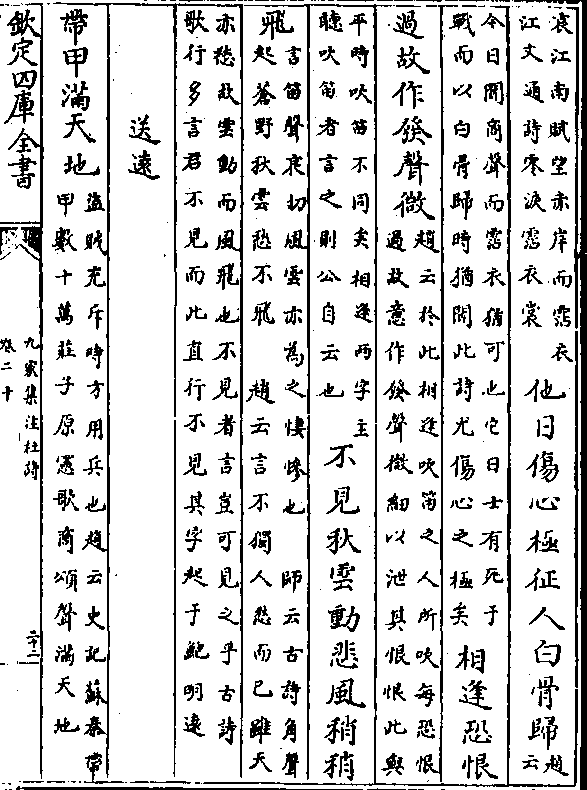 哀江南賦望赤岸而霑衣
江文通詩零淚霑衣裳
他日傷心極征人白骨歸
趙云
今日聞商聲而霑衣猶可也它日士有死于
戰而以白骨歸時猶聞此詩尤傷心之極矣
相逢恐恨
過故作發聲微
趙云於此相逢吹笛之人所吹每恐恨
過故意作發聲微細以泄其恨恨此與
平時吹笛不同矣相逢兩字主
聽吹笛者言之則公自云也
不見秋雲動悲風稍稍
飛
言笛聲哀切風雲亦為之悽慘也 師云古詩角聲
起蒼野秋雲愁不飛 趙云言不獨人愁而已雖天
亦愁故雲動而風飛也不見者言豈可見之乎古詩
歌行多言君不見而此直行不見其字起于鮑明遠
送遠
帶甲滿天地
盜賊充斥時方用兵也趙云史記蘇秦帶
甲數十萬莊子原憲歌商頌聲滿天地
欽定四庫全書
九家集注杜詩
卷二十
二十二